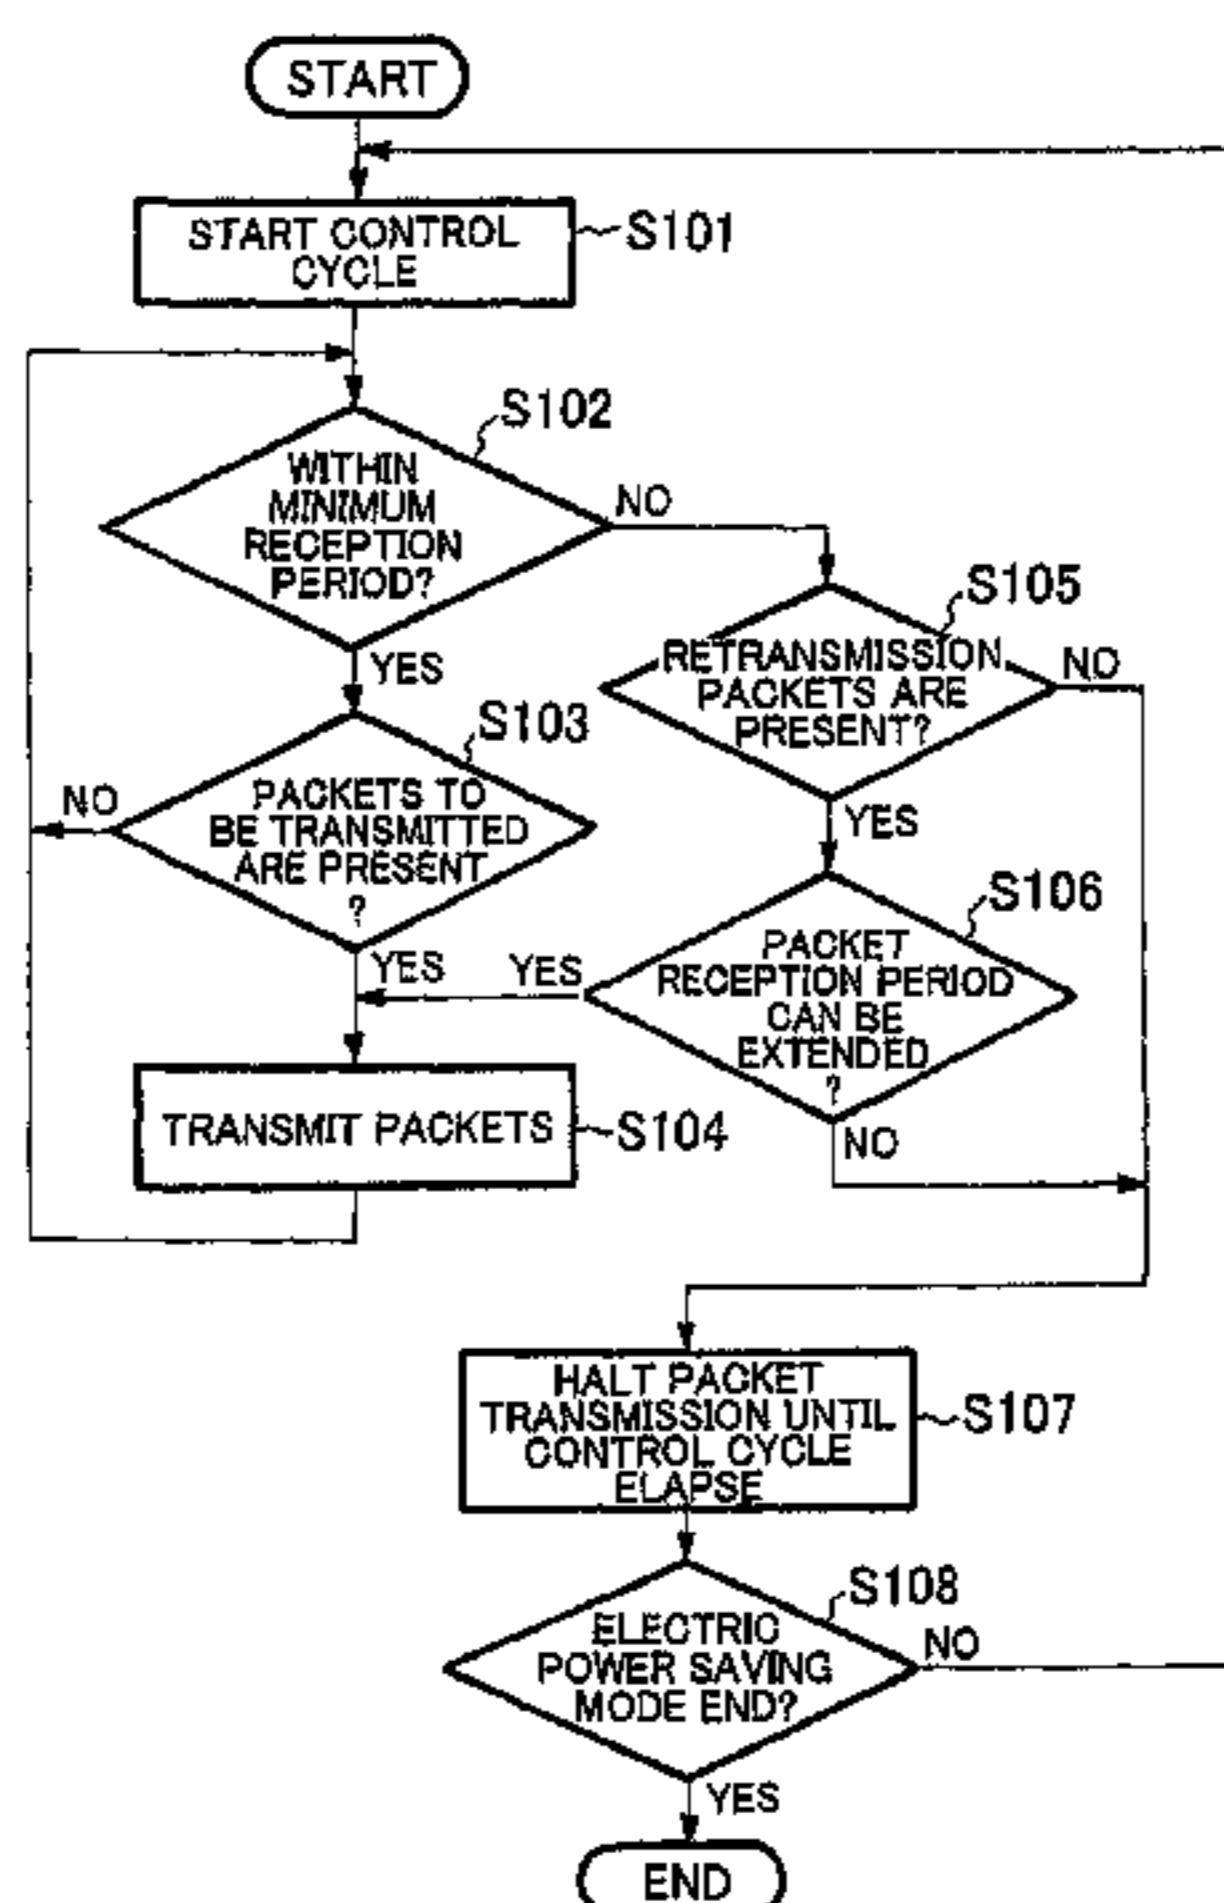 START
START CONTROL
CYCLE
S101
S102
WITHIN
MINIMUM
RECEPTION
PERIOD?
NO
YES
S105
RETRANSMISSION
PACKETS ARE
PRESENT?
NO
YES
S103
PACKETS TO
BE TRANSMITTED
ARE PRESENT
?
NO
YES
S106
PACKET
RECEPTION PERIOD
CAN BE
EXTENDED
?
YES
NO
TRANSMIT PACKETS
S104
HALT PACKET
TRANSMISSION UNTIL
CONTROL CYCLE
ELAPSE
S107
S108
ELECTRIC
POWER SAVING
MODE END?
NO
YES
END